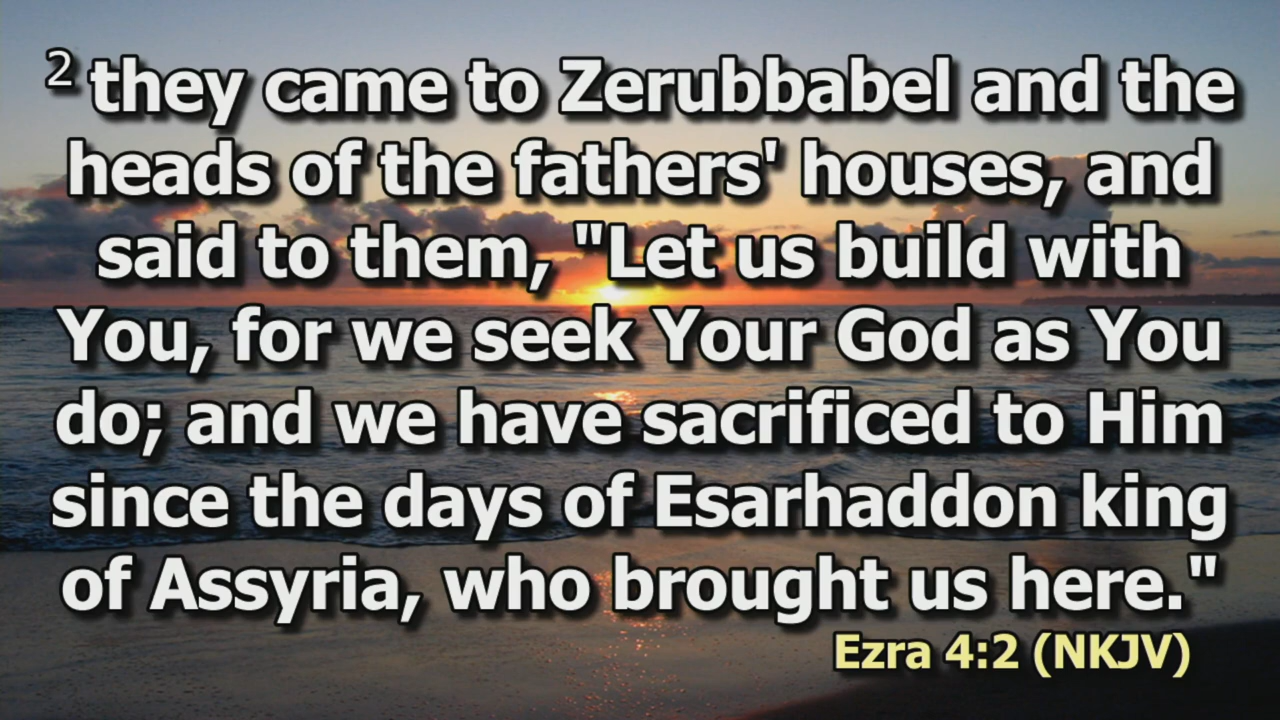 2 they came to Zerubbabel and the
heads of the fathers' houses, and
said to them, "Let us build with
You, for we seek Your God as You
do; and we have sacrificed to Him
since the days of Esarhaddon king
of Assyria, who brought us here."
Ezra 4:2 (NKJV)